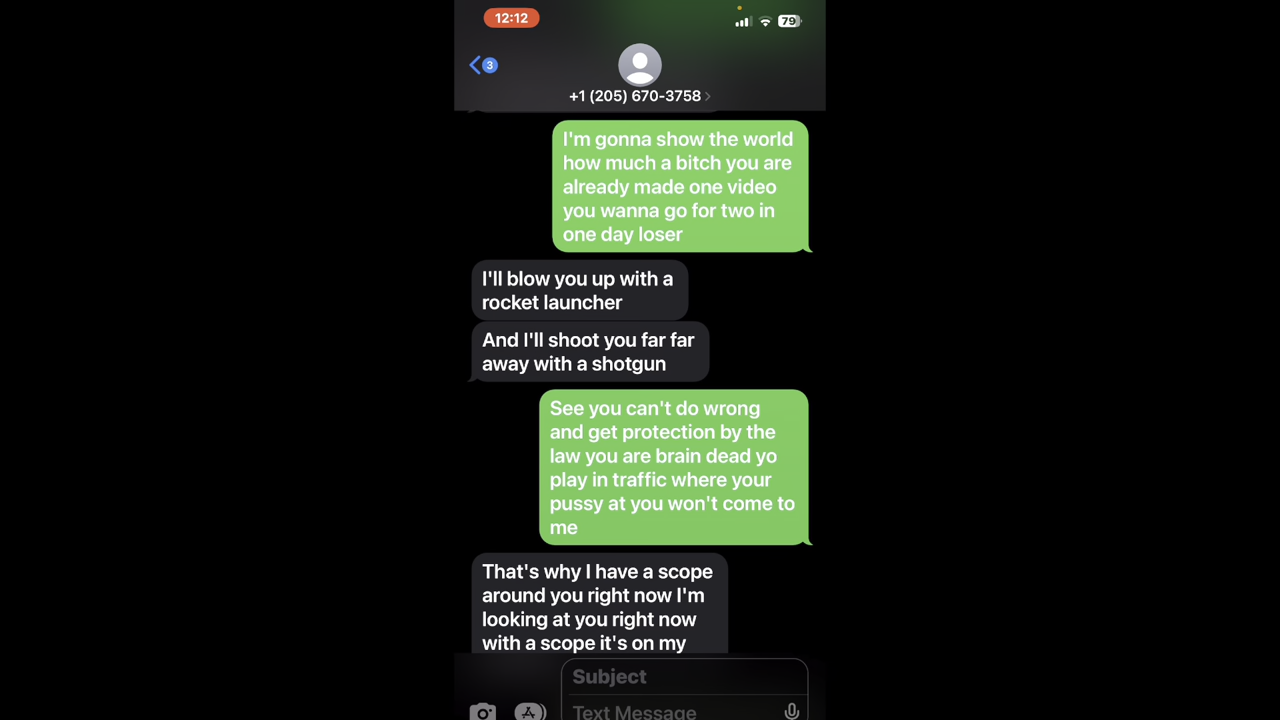 12:12
79
3
+1 (205) 670-3758
I'm gonna show the world
how much a bitch you are
already made one video
you wanna go for two in
one day loser
I'll blow you up with a
rocket launcher
And I'll shoot you far far
away with a shotgun
See you can't do wrong
and get protection by the
law you are brain dead yo
play in traffic where your
pussy at you won't come to
me
That's why I have a scope
around you right now I'm
looking at you right now
with a scope it's on my
Subject
Text Message